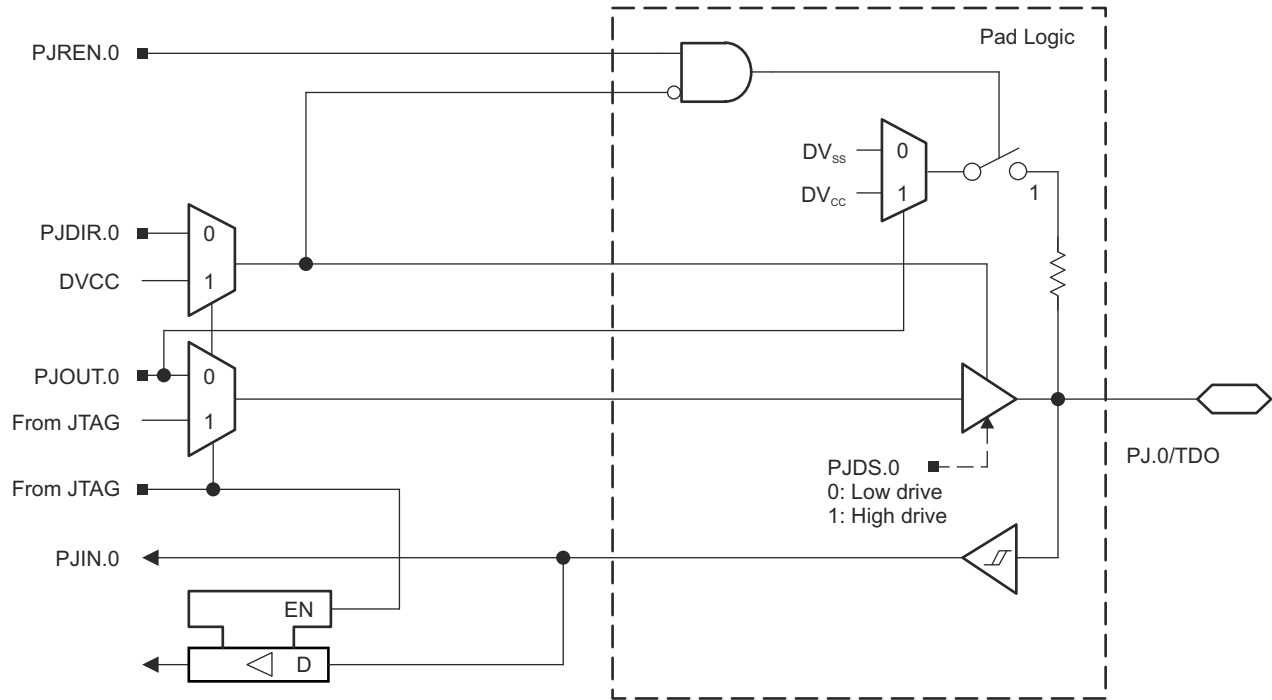 Pad Logic
PJREN.0
DVSS
0
DVCC
1
1
PJDIR.0
0
DVCC
1
PJOUT.0
0
From JTAG
1
From JTAG
PJDS.0
0: Low drive
1: High drive
PJ.0/TDO
PJIN.0
EN
D